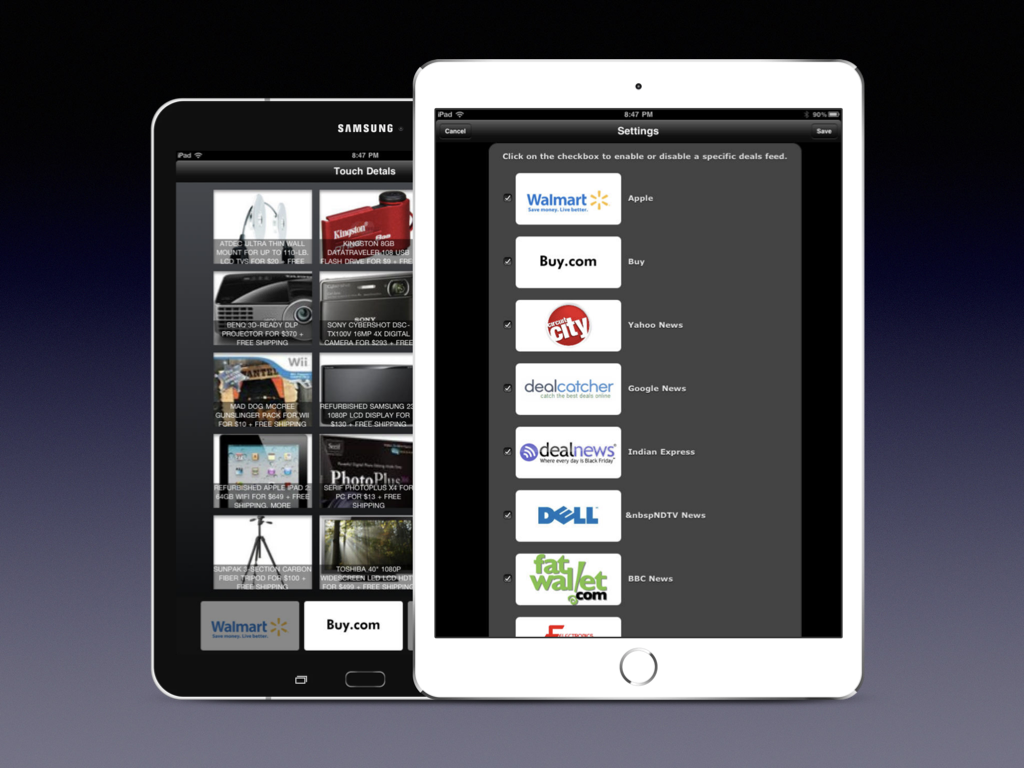 SAMSUNG
iPad
8:47 PM
Touch Detals
ATDEC ULTRA THIN WALL
MOUNT FOR UP TO 110-LB.
LCD TVS FOR $20 + FREE
Kingston
KINGSTON 8GB
DATATRAVELER 108 USB
FLASH DRIVE FOR $9 + FRE
BENQ 3D-READY DLP
PROJECTOR FOR $370 +
FREE SHIPPING
SONY
SONY CYBERSHOT DSC-
TX100V 16MP 4X DIGITAL
CAMERA FOR $293 + FREE
Wii
MAD DOG MCCREE
GUNSLINGER PACK FOR WII
FOR $10 + FREE SHIPPING
REFURBISHED SAMSUNG 23
1080P LCD DISPLAY FOR
$130 + FREE SHIPPING
REFURBISHED APPLE IPAD 2
64GB WIFI FOR $649 + FREE
SHIPPING. MORE
Serif
PhotoPlus
SERIF PHOTOPLUS X4 FOR
PC FOR $13 + FREE
SHIPPING
SUNPAK 3-SECTION CARBON
FIBER TRIPOD FOR $100 +
FREE SHIPPING
TOSHIBA 40" 1080P
WIDESCREEN LED LCD HDT
FOR $499 + FREE SHIPPING
Walmart
Save money. Live better.
Buy.com
iPad
8:47 PM
90%
Cancel
Settings
Save
Click on the checkbox to enable or disable a specific deals feed.
Walmart
Save money. Live better.
Apple
Buy.com
Buy
circuit
city
Yahoo News
dealcatcher
catch the best deals online
Google News
dealnews
Where every day is Black Friday
Indian Express
DELL
&nbspNDTV News
fat
wallet
.com
BBC News
ELECTRONICS